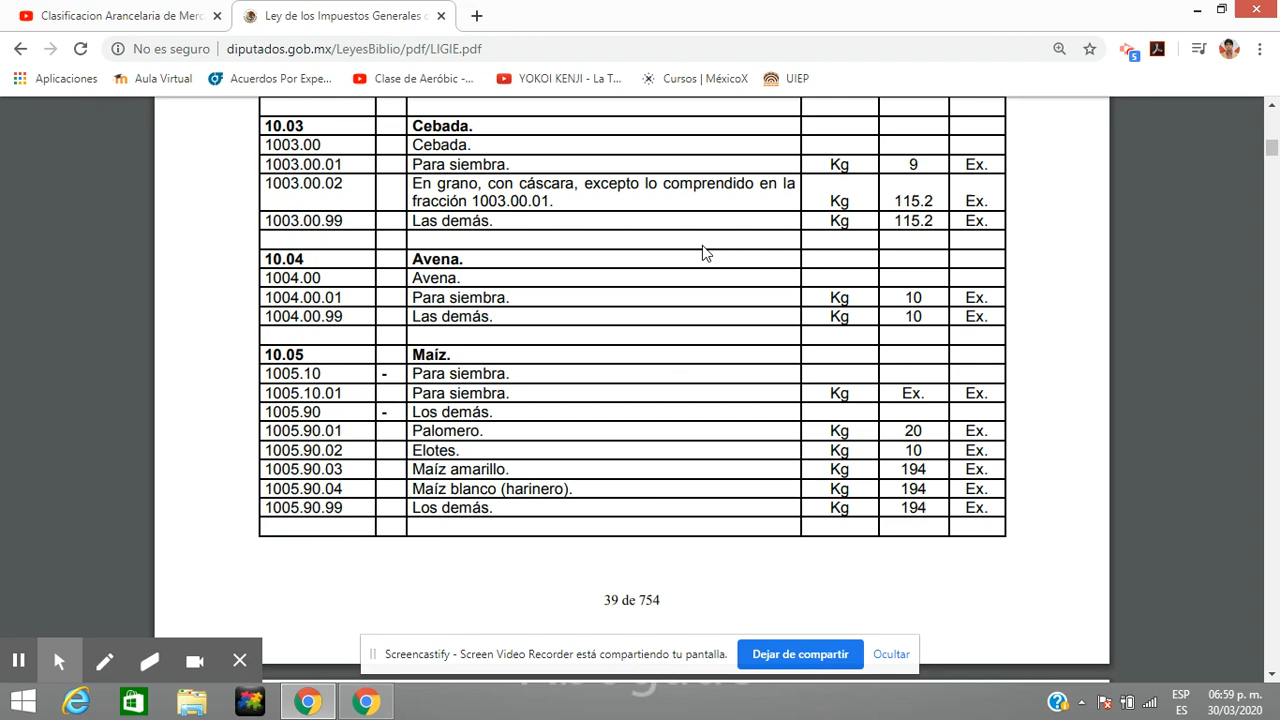 Clasificacion Arancelaria de Merc
Ley de los Impuestos Generales
No es seguro
deputados.gob.mx/LeyesBiblio/pdf/LIGIE.pdf
5
Aplicaciones
Aula Virtual
Acuerdos Por Expe...
Clase de Aeróbic -...
YOKOI KENJI - La T...
Cursos | MéxicoX
UIEP
10.03 Cebada.
1003.00 Cebada.
1003.00.01 Para siembra. Kg 9 Ex.
1003.00.02 En grano, con cáscara, excepto lo comprendido en la
fracción 1003.00.01. Kg 115.2 Ex.
1003.00.99 Las demás. Kg 115.2 Ex.
10.04 Avena.
1004.00 Avena.
1004.00.01 Para siembra. Kg 10 Ex.
1004.00.99 Las demás. Kg 10 Ex.
10.05 Maíz.
1005.10 - Para siembra.
1005.10.01 Para siembra. Kg Ex. Ex.
1005.90 - Los demás.
1005.90.01 Palomero. Kg 20 Ex.
1005.90.02 Elotes. Kg 10 Ex.
1005.90.03 Maíz amarillo. Kg 194 Ex.
1005.90.04 Maíz blanco (harinero). Kg 194 Ex.
1005.90.99 Los demás. Kg 194 Ex.
39 de 754
Screencastify - Screen Video Recorder está compartiendo tu pantalla.
Dejar de compartir
Ocultar
ESP
ES
06:59 p. m.
30/03/2020